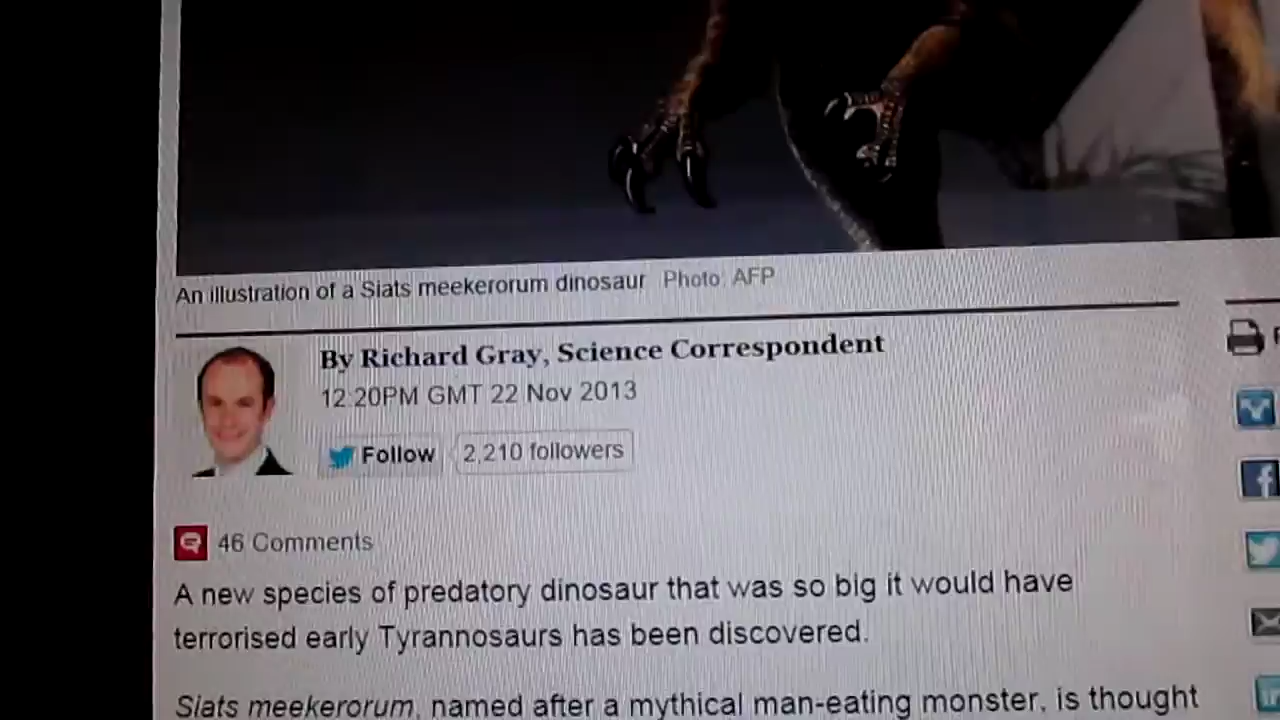 An illustration of a Siats meekerorum dinosaur Photo: AFP
By Richard Gray, Science Correspondent
12:20PM GMT 22 Nov 2013
Follow 2,210 followers
46 Comments
A new species of predatory dinosaur that was so big it would have
terrorised early Tyrannosaurs has been discovered.
Siats meekerorum, named after a mythical man-eating monster, is thought